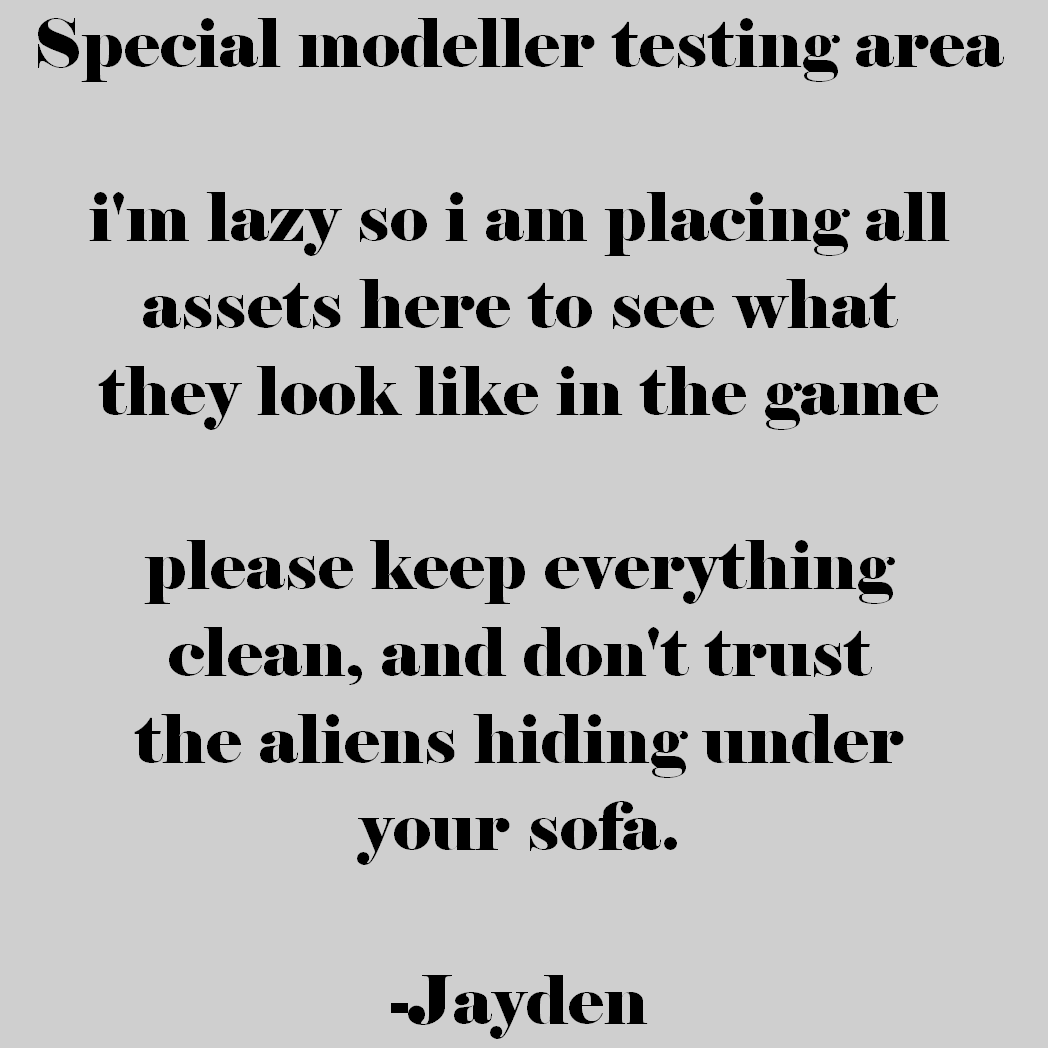 Special modeller testing area
i'm lazy so i am placing all
assets here to see what
they look like in the game
please keep everything
clean, and don't trust
the aliens hiding under
your sofa.
-Jayden